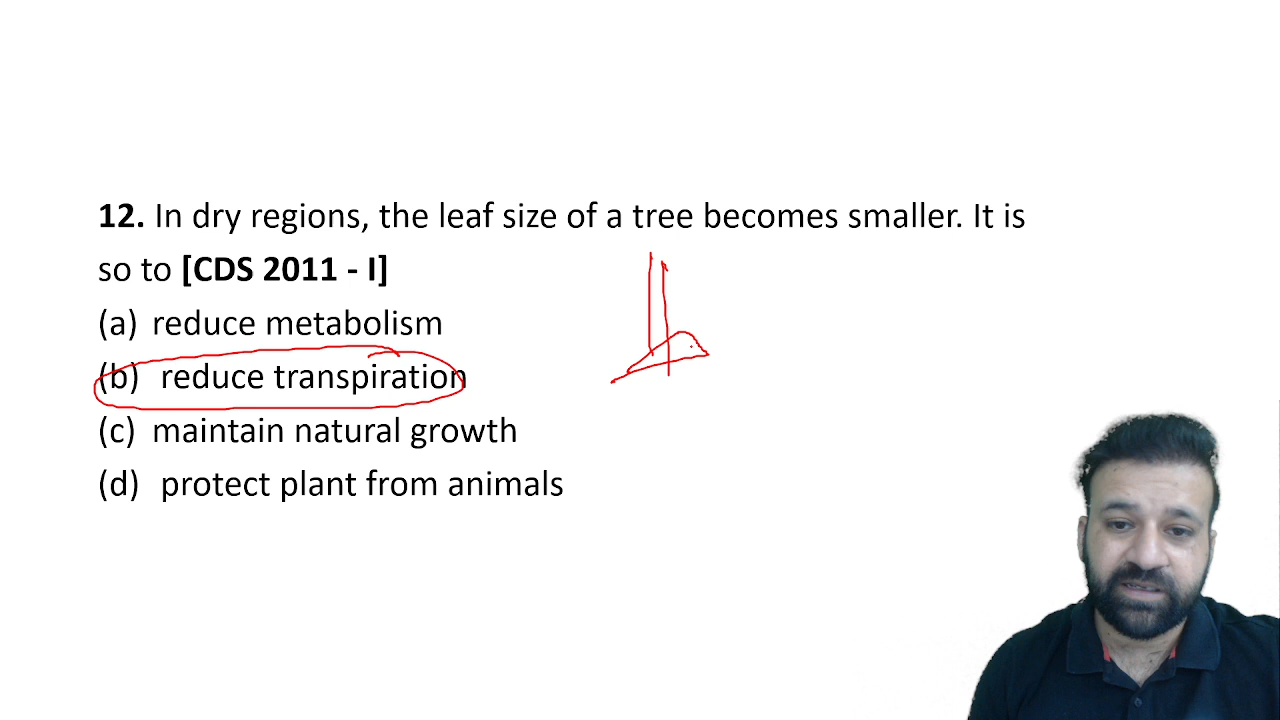 12. In dry regions, the leaf size of a tree becomes smaller. It is
so to [CDS 2011 - I]
(a) reduce metabolism
(b) reduce transpiration
(c) maintain natural growth
(d) protect plant from animals